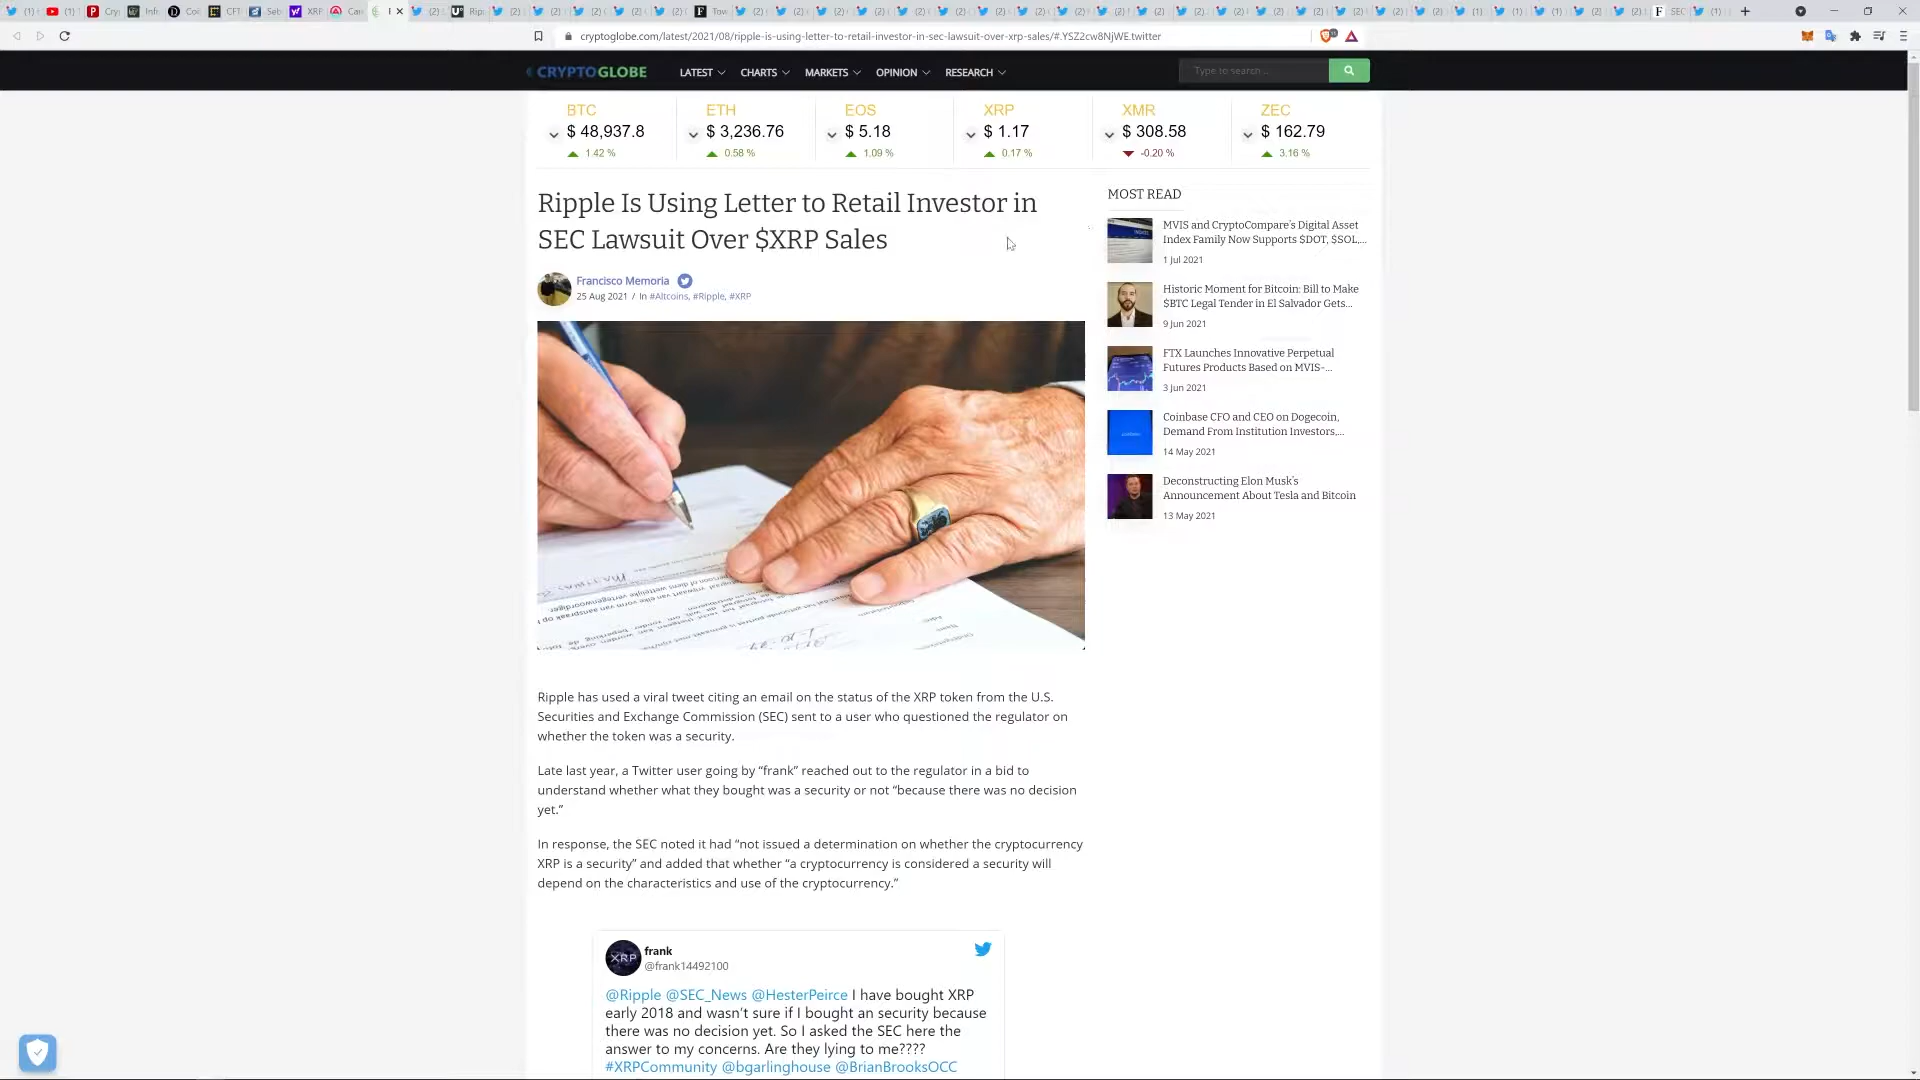 cryptoglobe.com/latest/2021/08/ripple-is-using-letter-to-retail-investor-in-sec-lawsuit-over-xrp-sales/#.YSZ2cw8NjWE.twitter
CRYPTOGLOBE LATEST CHARTS MARKETS OPINION RESEARCH Type to search ...
BTC ETH EOS XRP XMR ZEC
$ 48,937.8 $ 3,236.76 $ 5.18 $ 1.17 $ 308.58 $ 162.79
1.42 % 0.58 % 1.09 % 0.17 % -0.20 % 3.16 %
Ripple Is Using Letter to Retail Investor in
SEC Lawsuit Over $XRP Sales
Francisco Memoria
25 Aug 2021 / In #Altcoins, #Ripple, #XRP
Ripple has used a viral tweet citing an email on the status of the XRP token from the U.S.
Securities and Exchange Commission (SEC) sent to a user who questioned the regulator on
whether the token was a security.
Late last year, a Twitter user going by “frank” reached out to the regulator in a bid to
understand whether what they bought was a security or not “because there was no decision
yet.”
In response, the SEC noted it had “not issued a determination on whether the cryptocurrency
XRP is a security” and added that whether “a cryptocurrency is considered a security will
depend on the characteristics and use of the cryptocurrency.”
XRP
frank
@frank14492100
@Ripple @SEC_News @HesterPeirce I have bought XRP
early 2018 and wasn't sure if I bought an security because
there was no decision yet. So I asked the SEC here the
answer to my concerns. Are they lying to me????
#XRPCommunity @bgarlinghouse @BrianBrooksOCC
MOST READ
MVIS and CryptoCompare's Digital Asset
Index Family Now Supports $DOT, $SOL,...
1 Jul 2021
Historic Moment for Bitcoin: Bill to Make
$BTC Legal Tender in El Salvador Gets...
9 Jun 2021
FTX Launches Innovative Perpetual
Futures Products Based on MVIS-...
3 Jun 2021
Coinbase CFO and CEO on Dogecoin,
Demand From Institution Investors,...
14 May 2021
Deconstructing Elon Musk's
Announcement About Tesla and Bitcoin
13 May 2021